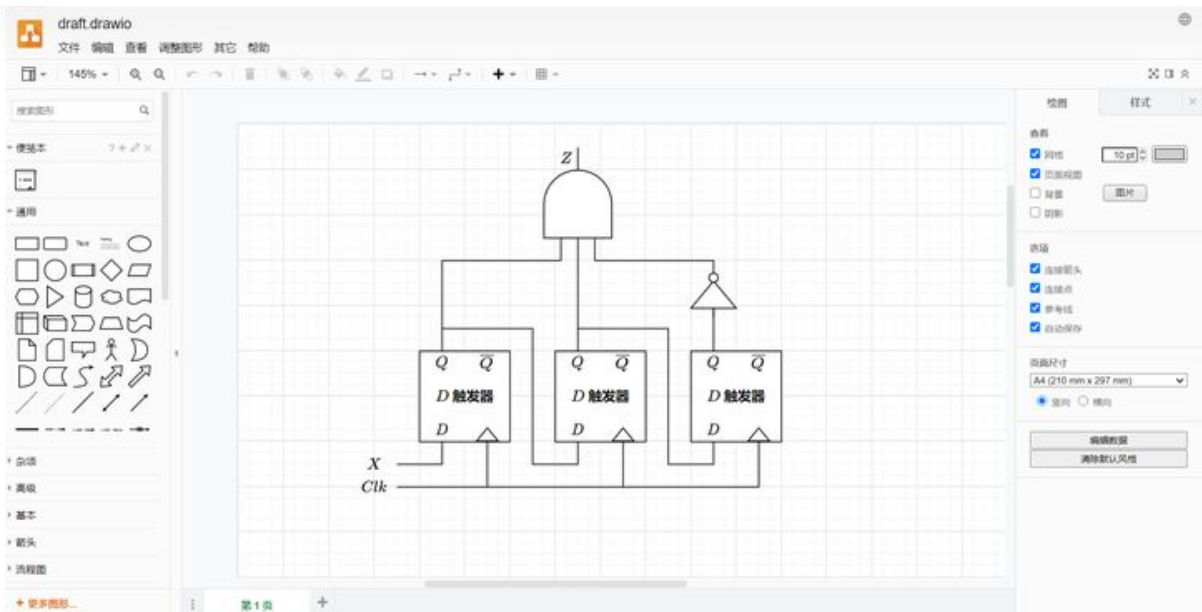 draft.drawio
文件 编辑 查看 调整图形 其它 帮助
145%
搜索图形
便笺本
? + ×
通用
Text
杂项
高级
基本
箭头
流程图
+ 更多图形...
Z
Q Q̅ Q Q̅ Q Q̅
D 触发器 D 触发器 D 触发器
D D D
X
Clk
第 1 页 +
绘图 样式 ×
查看
网格 10 pt
页面视图
背景 图片
阴影
选项
连接箭头
连接点
参考线
自动保存
页面尺寸
A4 (210 mm x 297 mm)
竖向 横向
编辑数据
清除默认风格